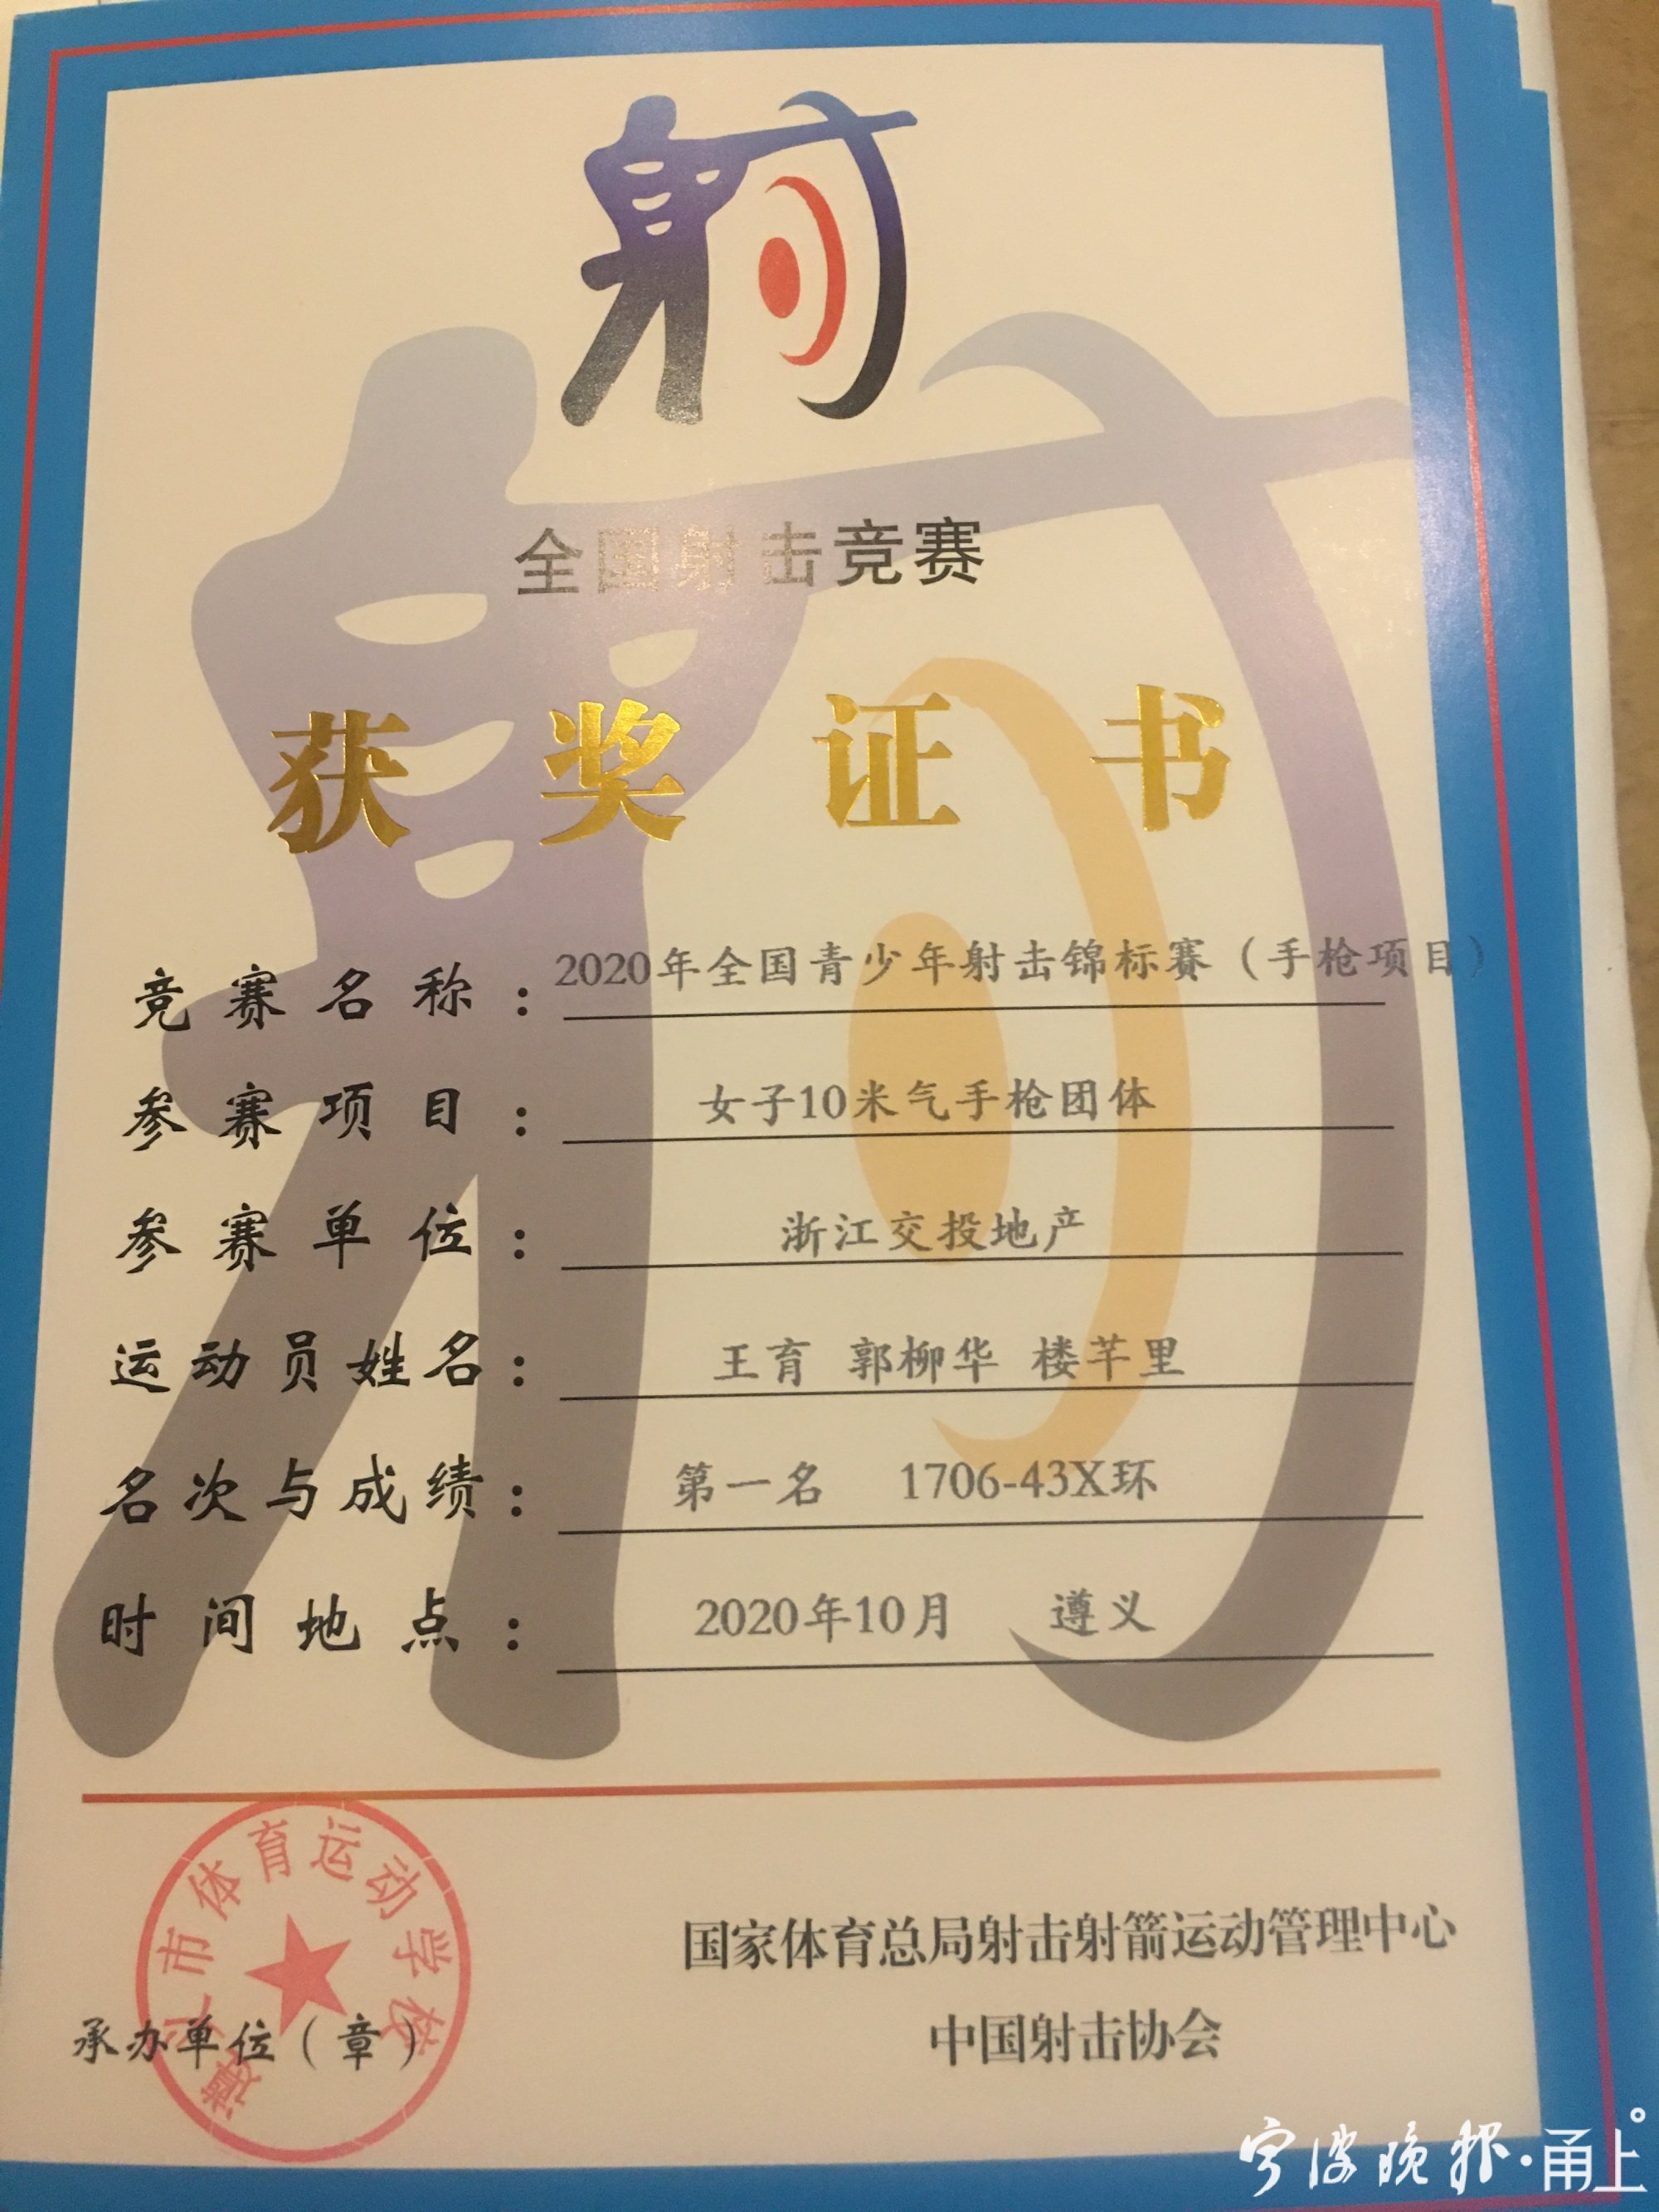 全国射击竞赛
获奖证书
竞赛名称：2020年全国青少年射击锦标赛（手枪项目）
参赛项目：女子10米气手枪团体
参赛单位：浙江交投地产
运动员姓名：王育 郭柳华 楼芊里
名次与成绩：第一名 1706-43X环
时间地点：2020年10月 遵义
遵义市体育运动学校
承办单位（章）
国家体育总局射击射箭运动管理中心
中国射击协会
宁波晚报·甬上